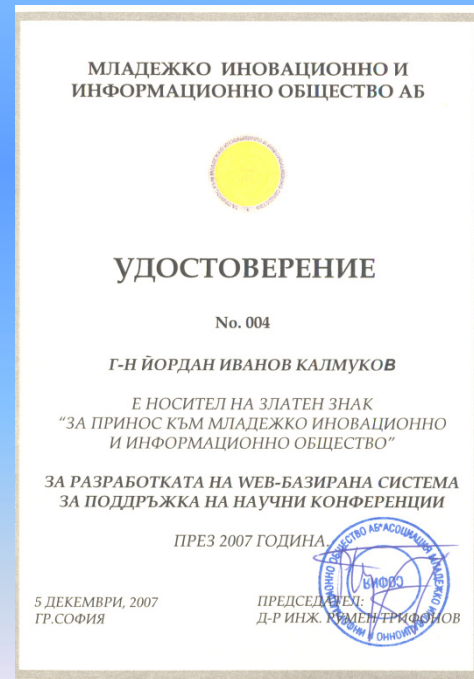 МЛАДЕЖКО ИНОВАЦИОННО И
ИНФОРМАЦИОННО ОБЩЕСТВО АБ
УДОСТОВЕРЕНИЕ
No. 004
Г-Н ЙОРДАН ИВАНОВ КАЛМУКОВ
Е НОСИТЕЛ НА ЗЛАТЕН ЗНАК
“ЗА ПРИНОС КЪМ МЛАДЕЖКО ИНОВАЦИОННО
И ИНФОРМАЦИОННО ОБЩЕСТВО”
ЗА РАЗРАБОТКАТА НА WEB-БАЗИРАНА СИСТЕМА
ЗА ПОДДРЪЖКА НА НАУЧНИ КОНФЕРЕНЦИИ
ПРЕЗ 2007 ГОДИНА.
5 ДЕКЕМВРИ, 2007
ГР.СОФИЯ
ПРЕДСЕДАТЕЛ:
Д-Р ИНЖ. РУМЕН ТРИФОНОВ
СОФИЯ